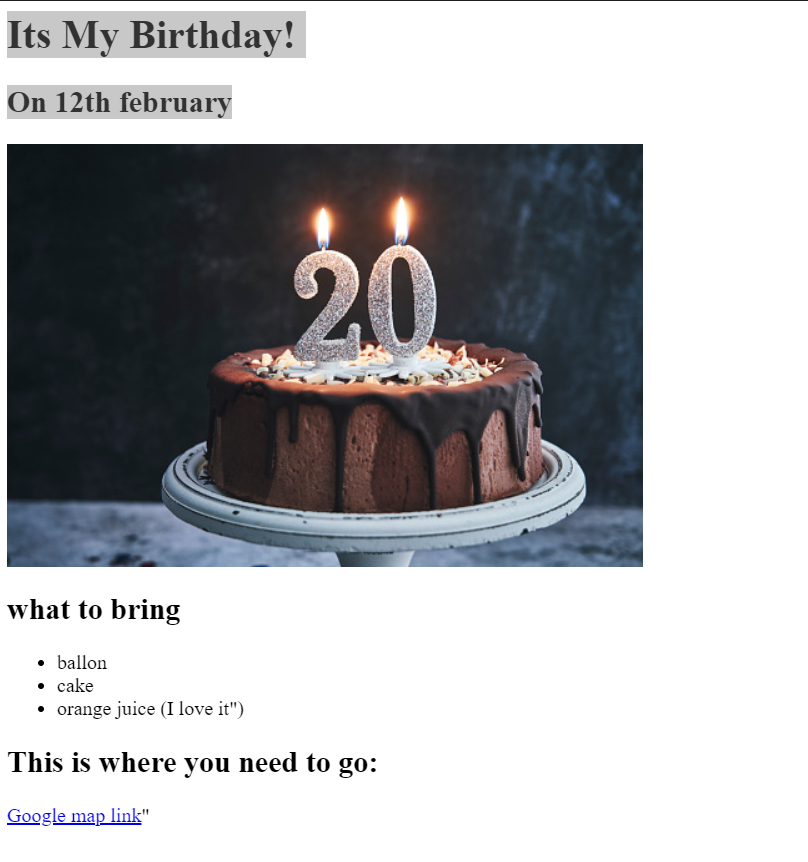 Its My Birthday!
On 12th february
20
what to bring
ballon
cake
orange juice (I love it")
This is where you need to go:
Google map link"